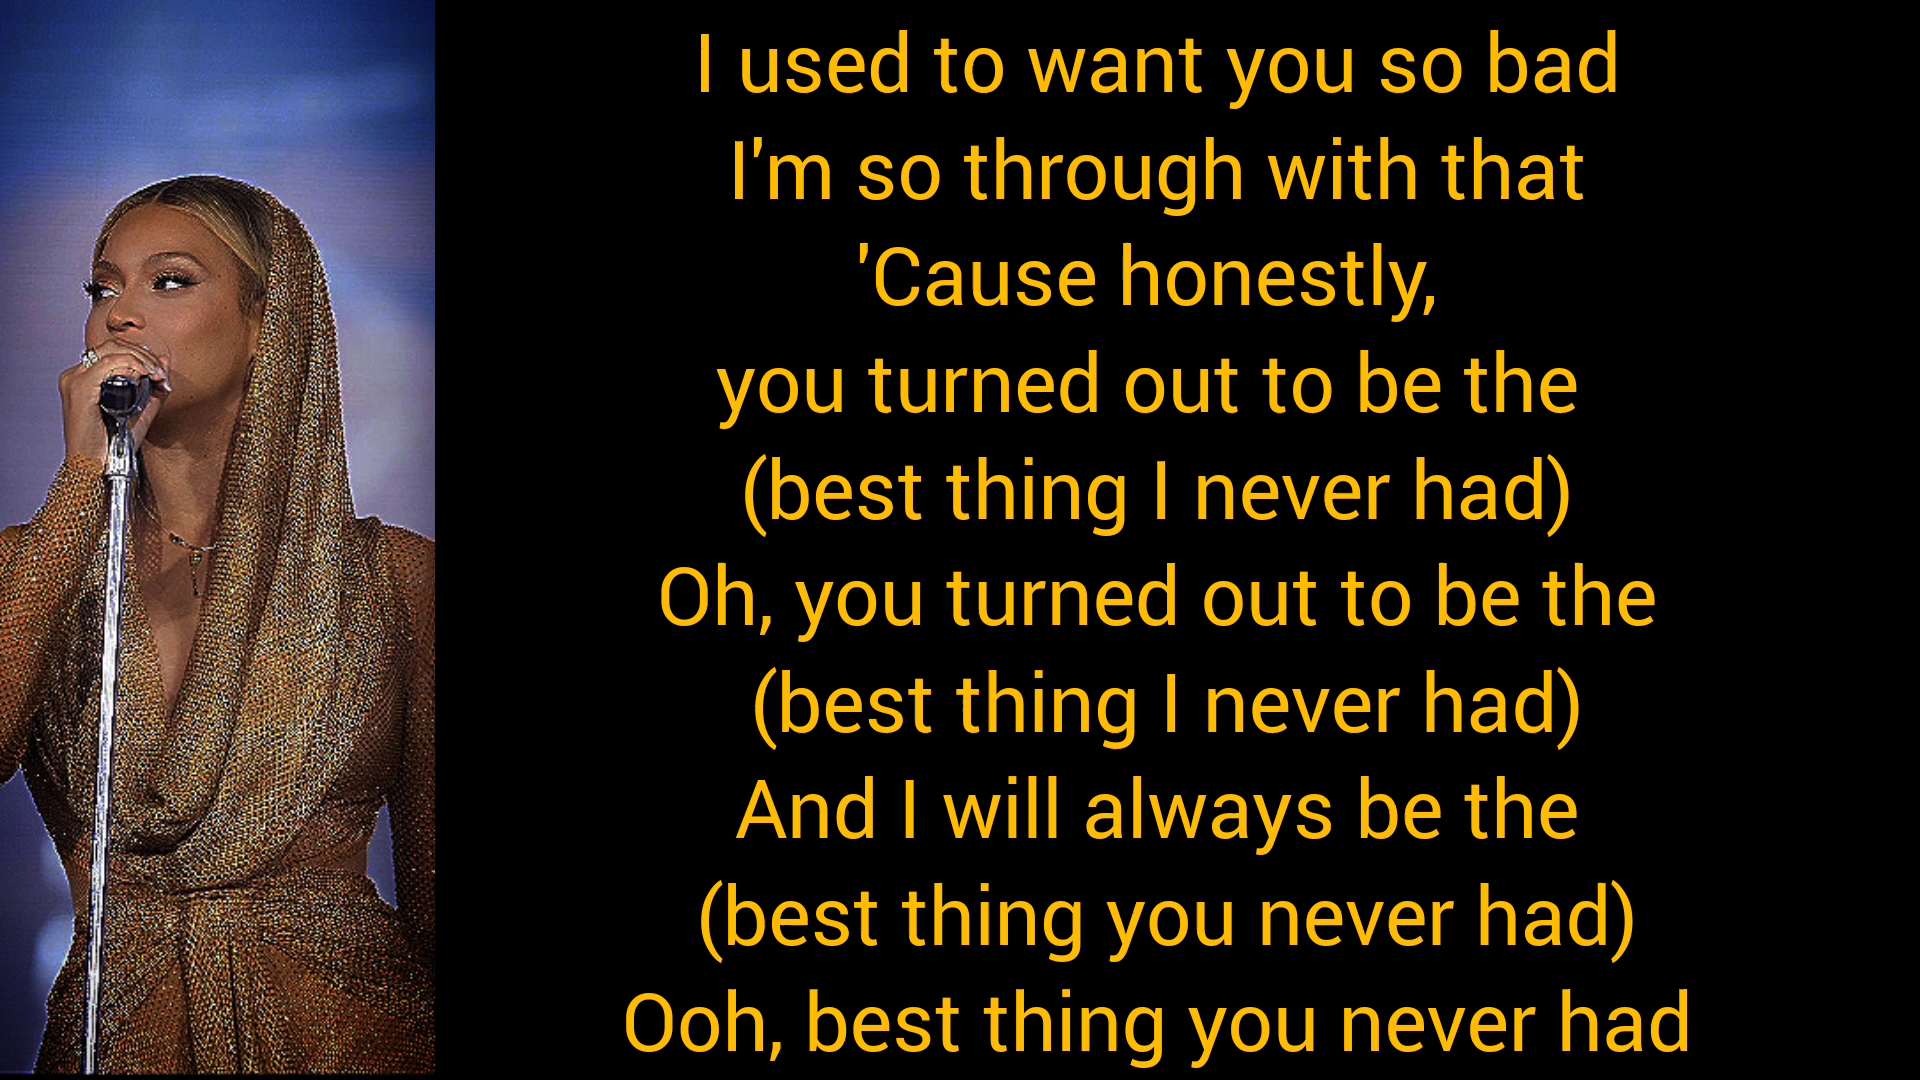 I used to want you so bad
I'm so through with that
'Cause honestly,
you turned out to be the
(best thing I never had)
Oh, you turned out to be the
(best thing I never had)
And I will always be the
(best thing you never had)
Ooh, best thing you never had